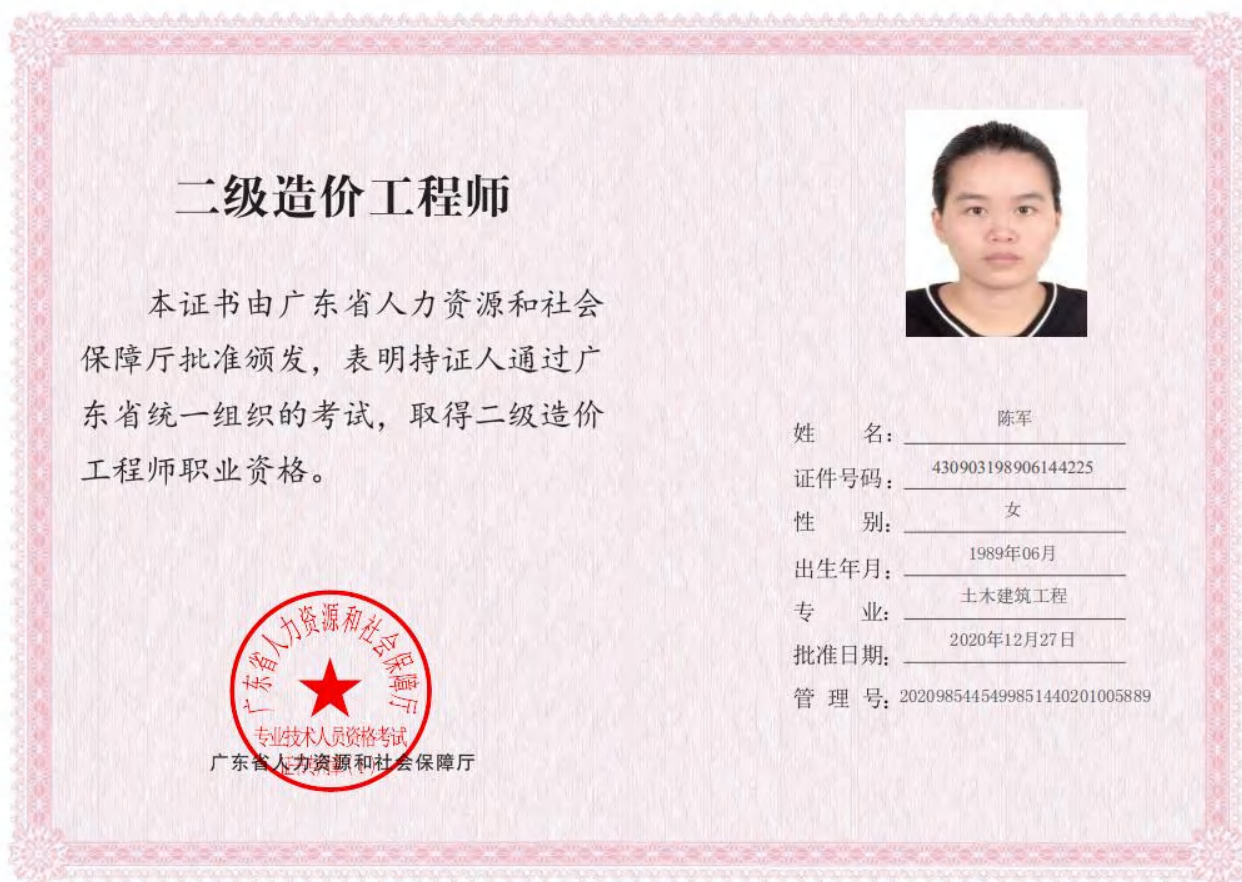 二级造价工程师
本证书由广东省人力资源和社会
保障厅批准颁发，表明持证人通过广
东省统一组织的考试，取得二级造价
工程师职业资格。
广东省人力资源和社会保障厅
专业技术人员资格考试
广东省人力资源和社会保障厅
姓 名：陈军
证件号码：430903198906144225
性 别：女
出生年月：1989年06月
专 业：土木建筑工程
批准日期：2020年12月27日
管 理 号：20209854454998514402010058​89